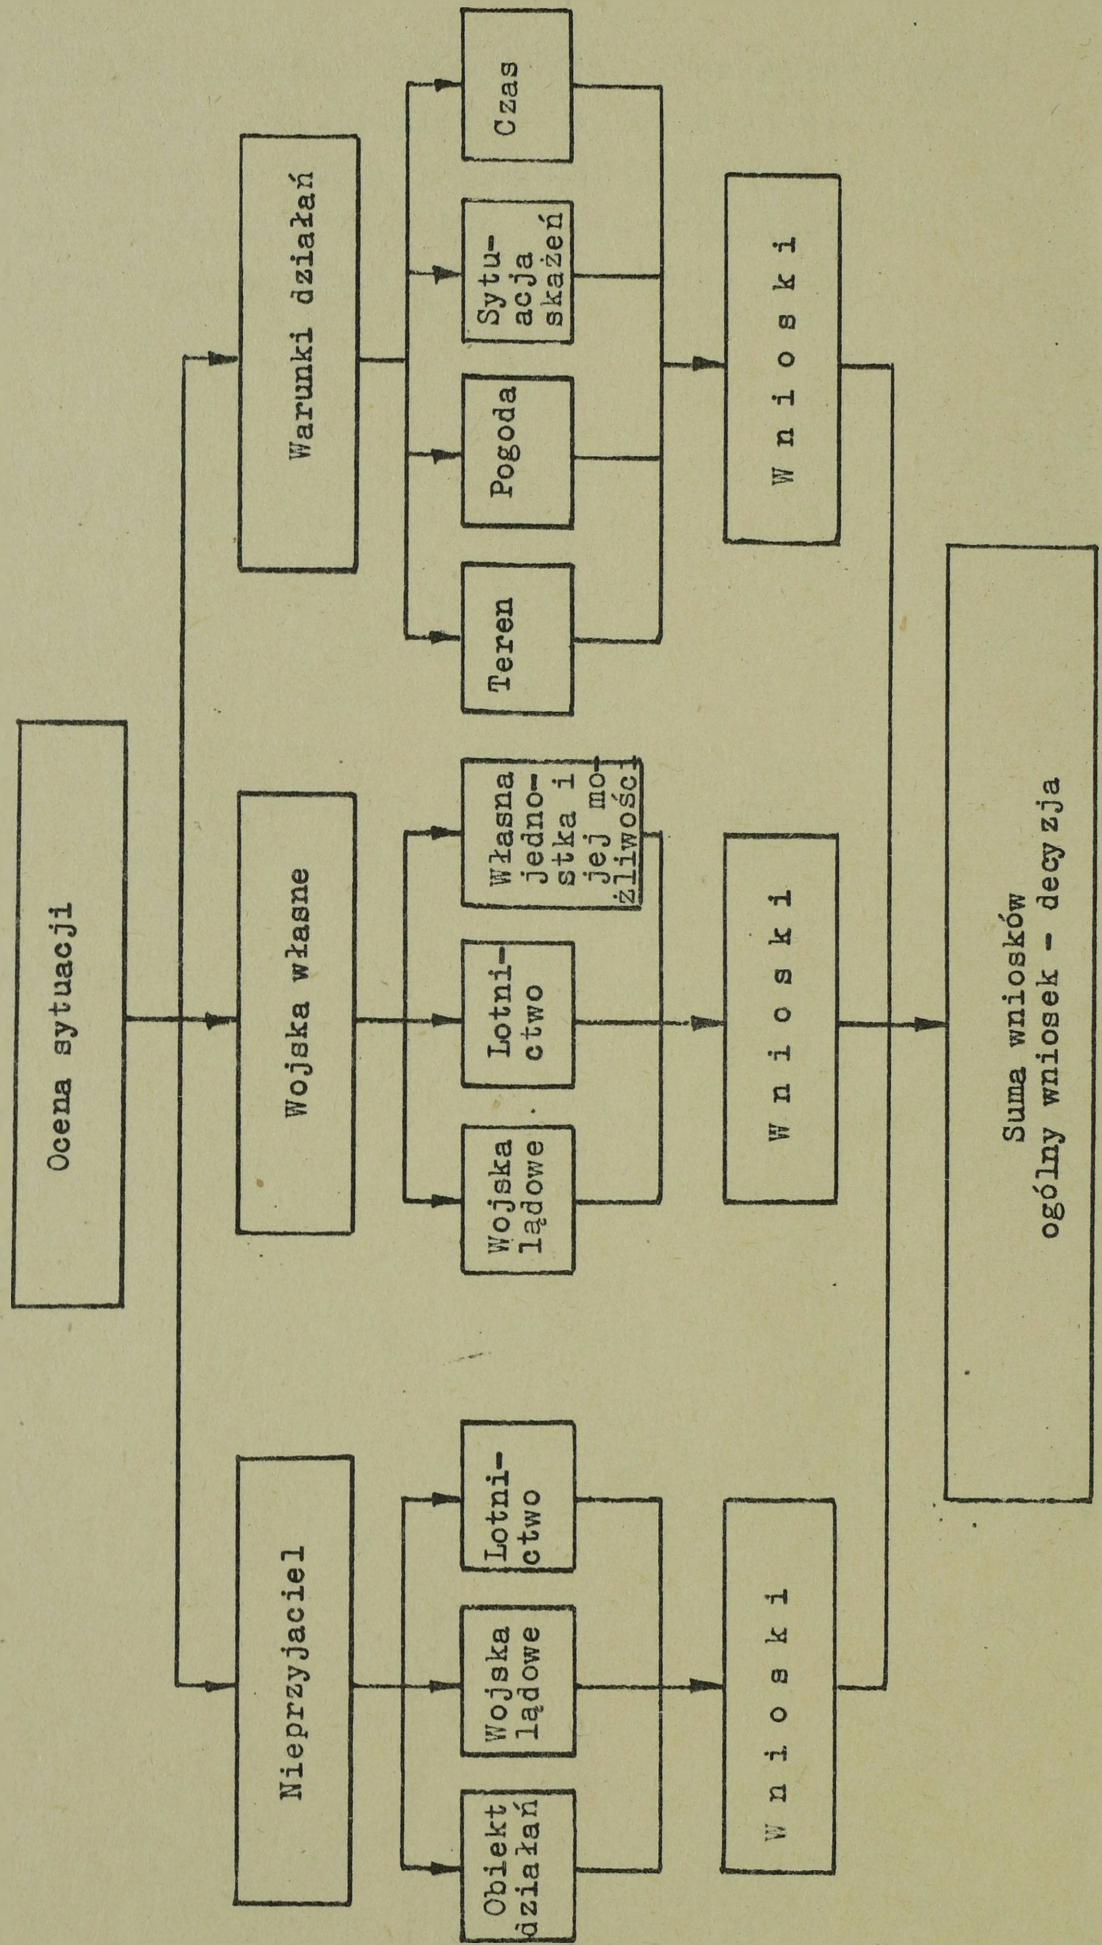 Ocena sytuacji
Nieprzyjaciel
Wojska własne
Warunki działań
Obiekt
działań
Wojska
lądowe
Lotni-
ctwo
Wojska
lądowe
Lotni-
ctwo
Własna
jedno-
stka i
jej mo-
żliwości
Teren
Pogoda
Sytu-
acja
skażeń
Czas
W n i o s k i
W n i o s k i
W n i o s k i
Suma wniosków
ogólny wniosek - decyzja